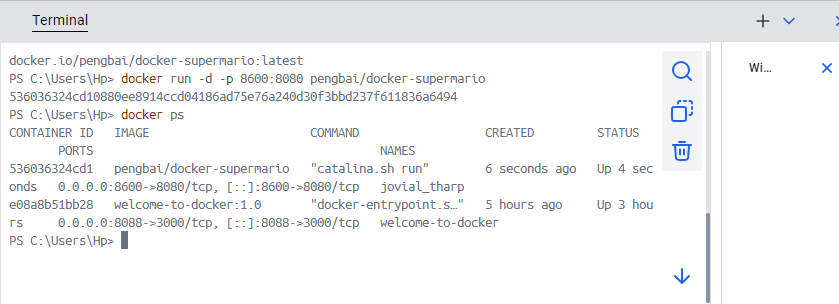 Terminal
docker.io/pengbai/docker-supermario:latest
PS C:\Users\Hp> docker run -d -p 8600:8080 pengbai/docker-supermario
536036324cd10880ee8914ccd04186ad75e76a240d30f3bbd237f611836a6494
PS C:\Users\Hp> docker ps
CONTAINER ID   IMAGE                       COMMAND                  CREATED         STATUS
       PORTS                                         NAMES
536036324cd1   pengbai/docker-supermario   "catalina.sh run"        6 seconds ago   Up 4 sec
onds   0.0.0.0:8600->8080/tcp, [::]:8600->8080/tcp   jovial_tharp
e08a8b51bb28   welcome-to-docker:1.0       "docker-entrypoint.s…"   5 hours ago     Up 3 hou
rs     0.0.0.0:8088->3000/tcp, [::]:8088->3000/tcp   welcome-to-docker
PS C:\Users\Hp>
Wi...